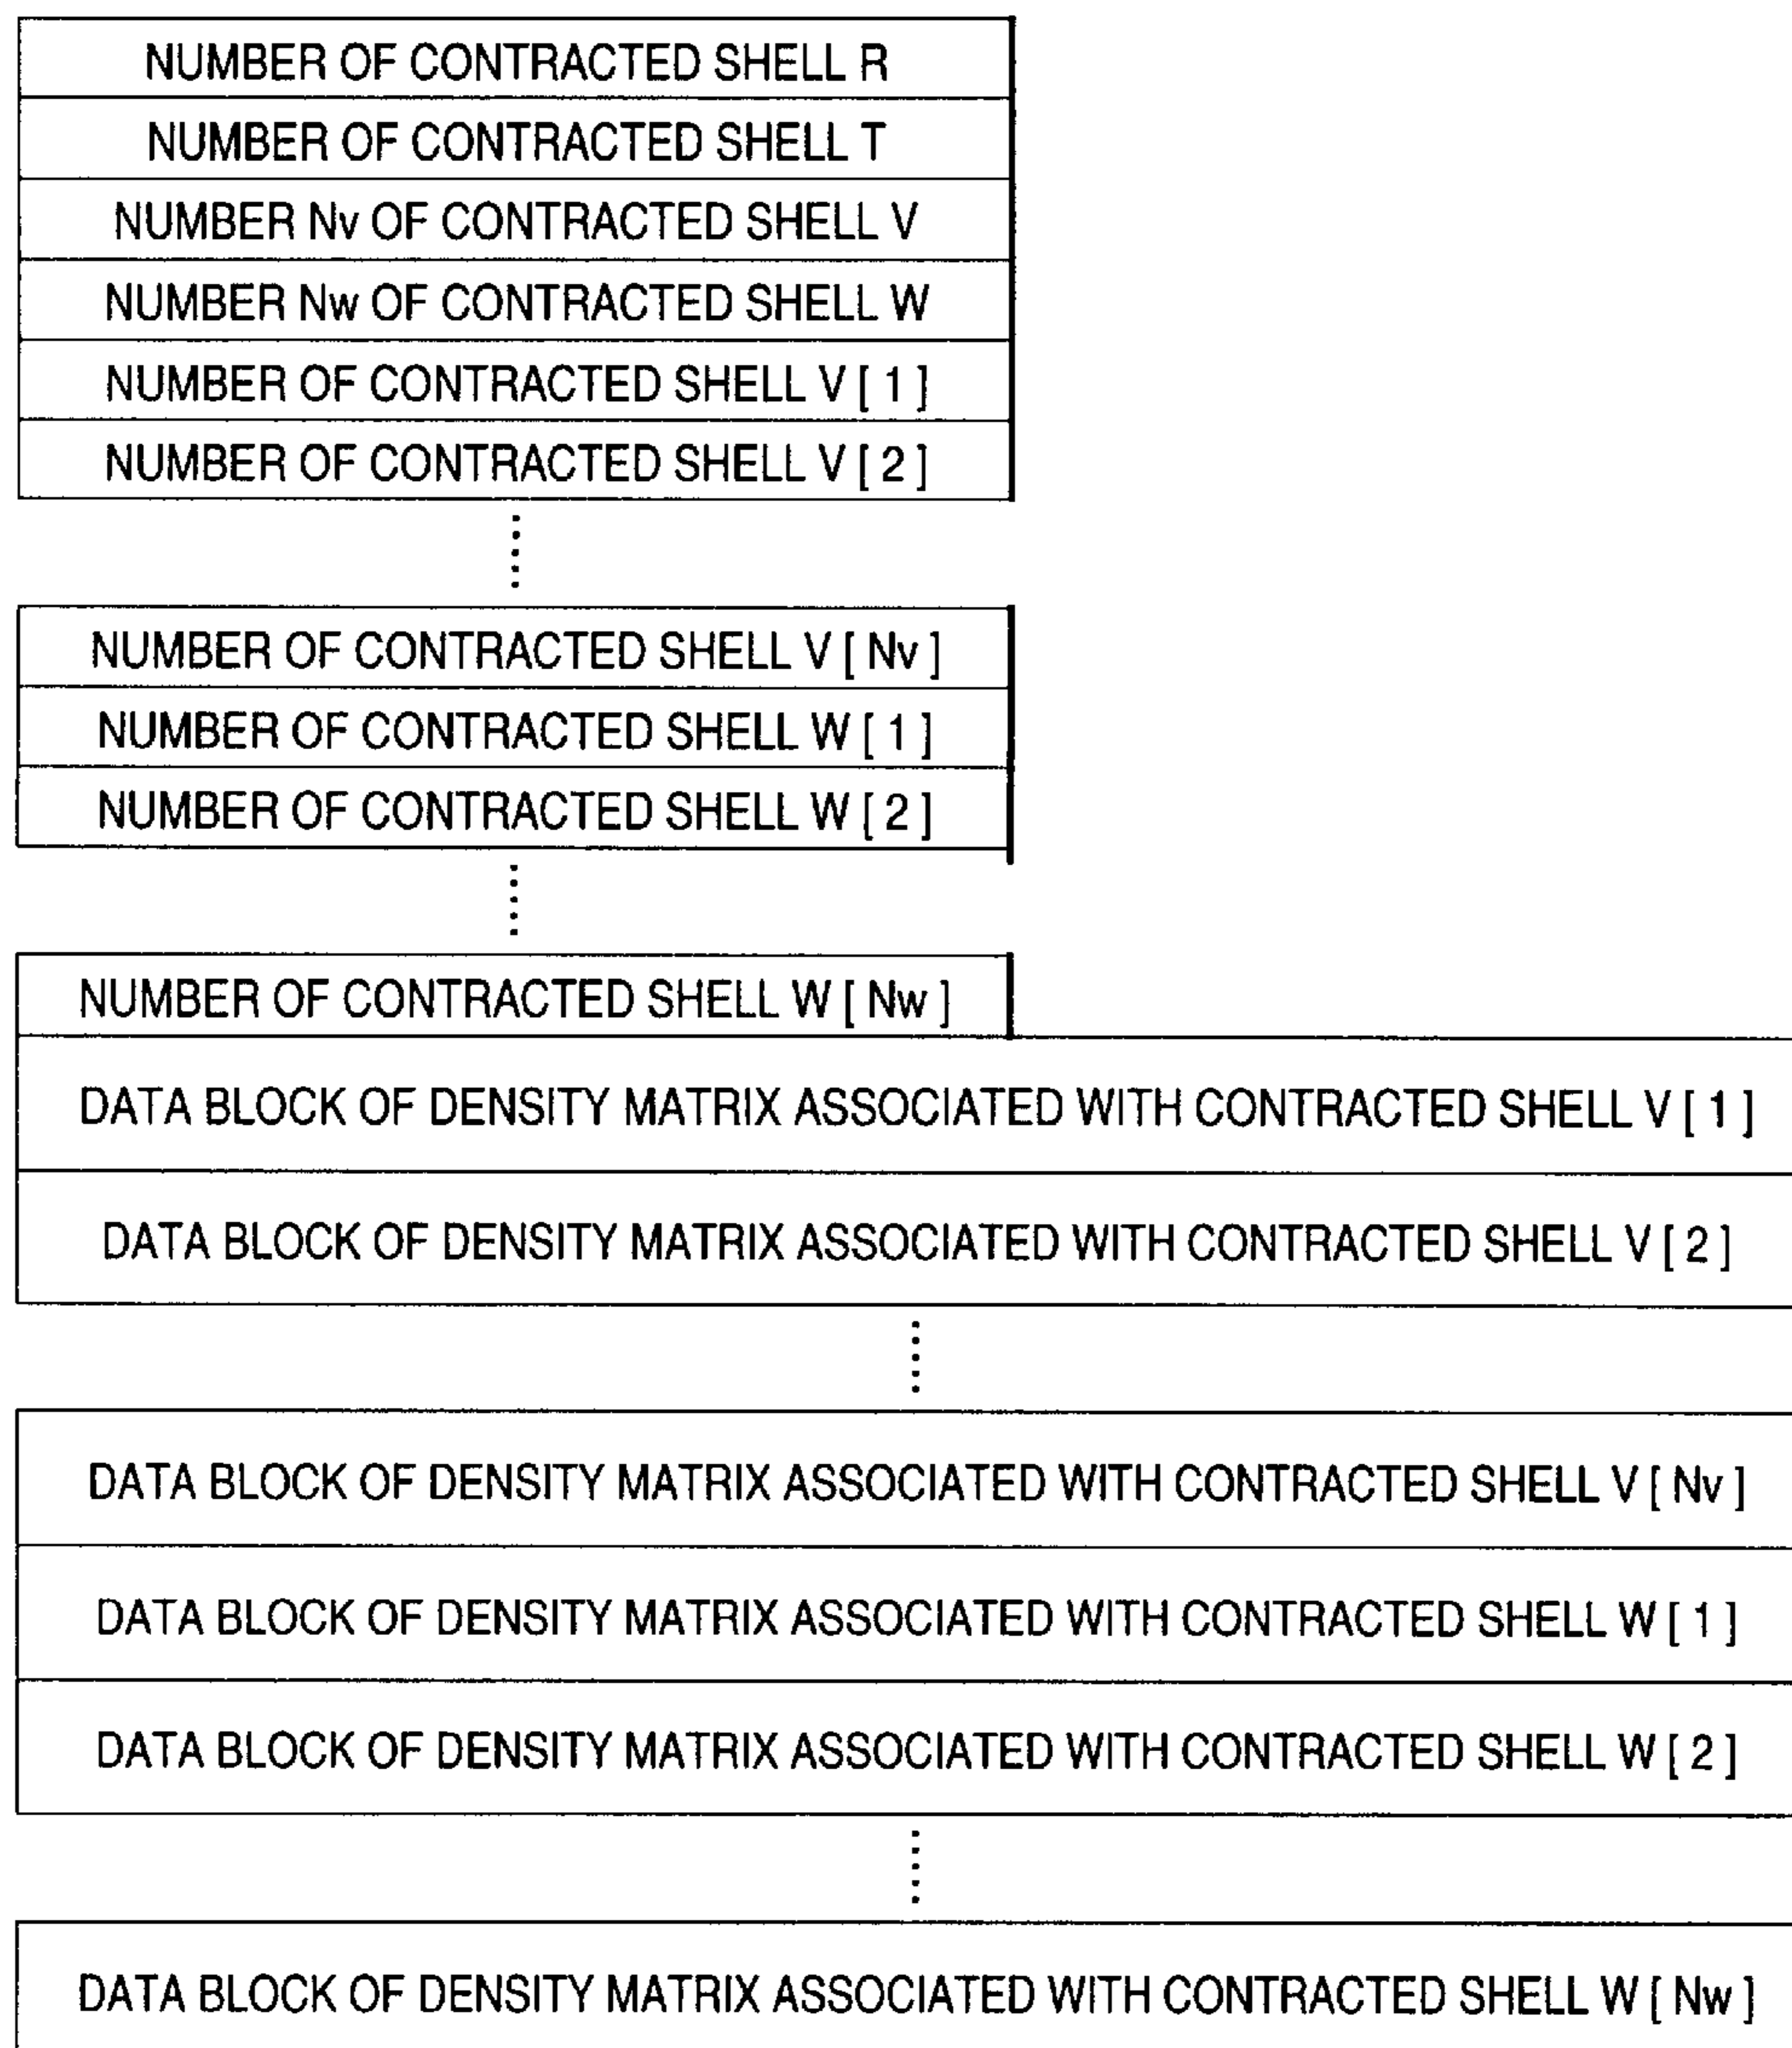 NUMBER OF CONTRACTED SHELL R
NUMBER OF CONTRACTED SHELL T
NUMBER Nv OF CONTRACTED SHELL V
NUMBER Nw OF CONTRACTED SHELL W
NUMBER OF CONTRACTED SHELL V [ 1 ]
NUMBER OF CONTRACTED SHELL V [ 2 ]
NUMBER OF CONTRACTED SHELL V [ Nv ]
NUMBER OF CONTRACTED SHELL W [ 1 ]
NUMBER OF CONTRACTED SHELL W [ 2 ]
NUMBER OF CONTRACTED SHELL W [ Nw ]
DATA BLOCK OF DENSITY MATRIX ASSOCIATED WITH CONTRACTED SHELL V [ 1 ]
DATA BLOCK OF DENSITY MATRIX ASSOCIATED WITH CONTRACTED SHELL V [ 2 ]
DATA BLOCK OF DENSITY MATRIX ASSOCIATED WITH CONTRACTED SHELL V [ Nv ]
DATA BLOCK OF DENSITY MATRIX ASSOCIATED WITH CONTRACTED SHELL W [ 1 ]
DATA BLOCK OF DENSITY MATRIX ASSOCIATED WITH CONTRACTED SHELL W [ 2 ]
DATA BLOCK OF DENSITY MATRIX ASSOCIATED WITH CONTRACTED SHELL W [ Nw ]